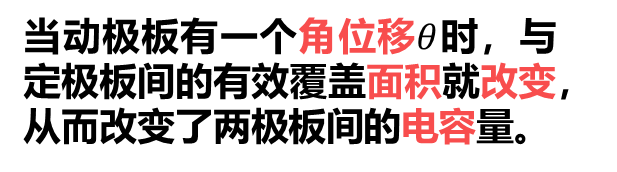 当动极板有一个角位移θ时，与
定极板间的有效覆盖面积就改变，
从而改变了两极板间的电容量。